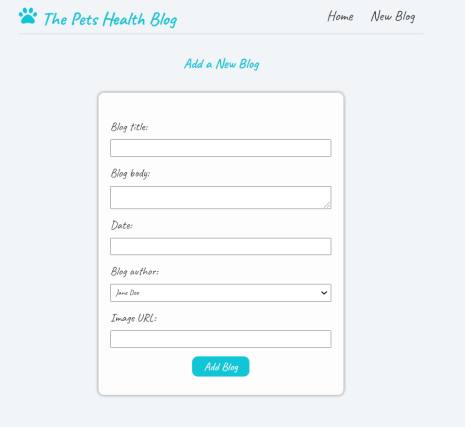 The Pets Health Blog
Home
New Blog
Add a New Blog
Blog title:
Blog body:
Date:
Blog author:
Jane Doe
Image URL:
Add Blog